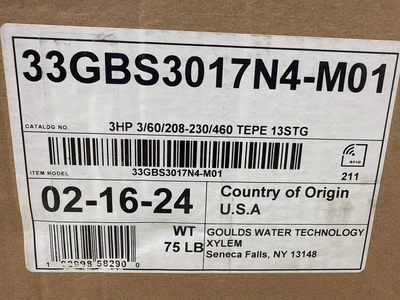 33GBS3017N4-M01
CATALOG NO.
3HP 3/60/208-230/460 TEPE 13STG
RFID
ITEM MODEL
33GBS3017N4-M01
211
02-16-24
Country of Origin
U.S.A
WT
75 LB
GOULDS WATER TECHNOLOGY
XYLEM
Seneca Falls, NY 13148